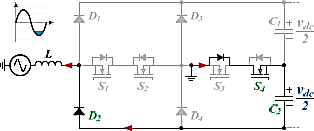 D1
D3
C1
+
vdc
2
L
S1
S2
S3
S4
D2
D4
C2
+
vdc
2